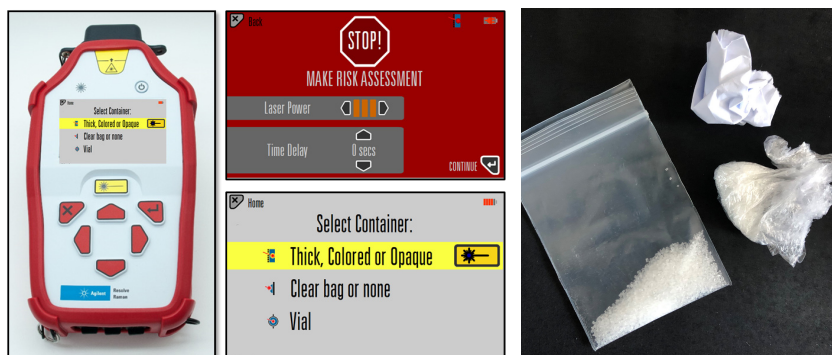 Home
Select Container:
Thick, Colored or Opaque
Clear bag or none
Vial
Agilent
Resolve
Raman
Back
STOP!
MAKE RISK ASSESSMENT
Laser Power
Time Delay
0 secs
CONTINUE
Home
Select Container:
Thick, Colored or Opaque
Clear bag or none
Vial